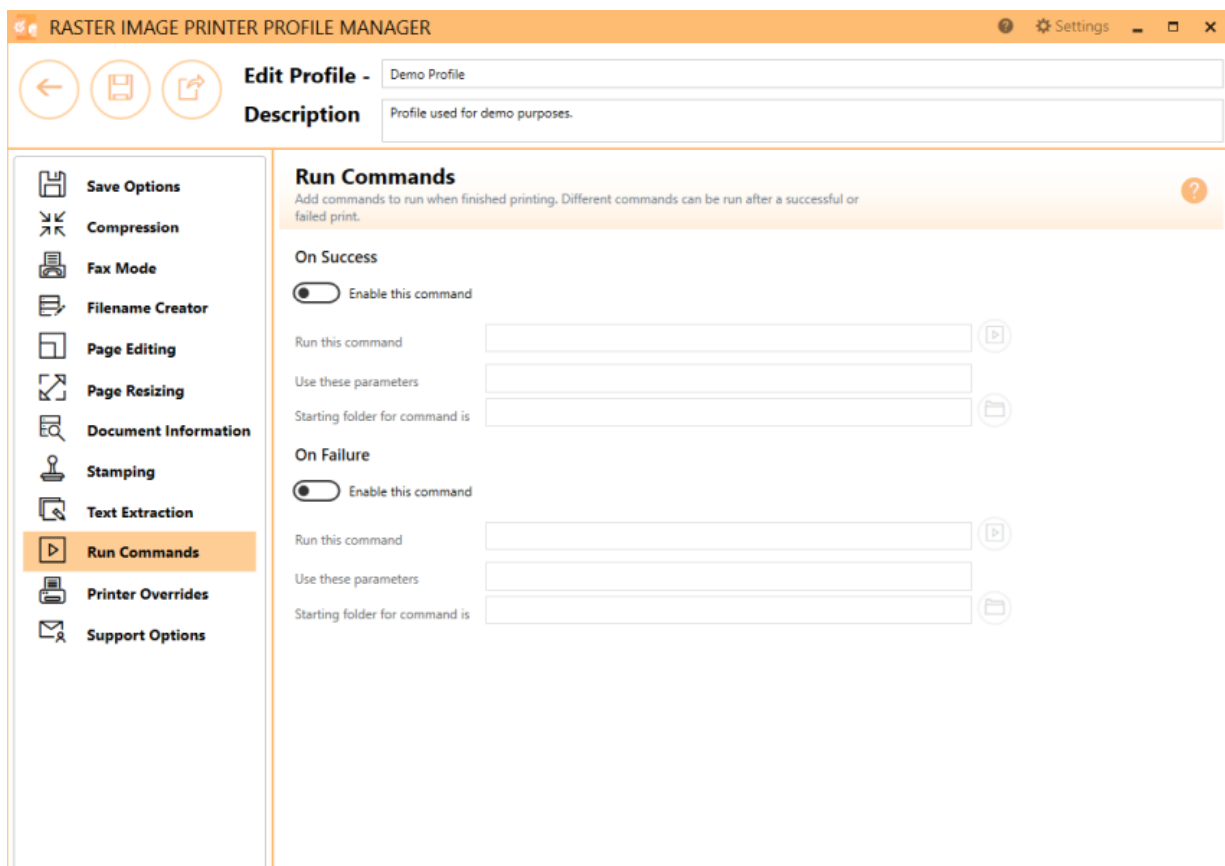 RASTER IMAGE PRINTER PROFILE MANAGER
? Settings
Edit Profile - Demo Profile
Description Profile used for demo purposes.
Save Options
Compression
Fax Mode
Filename Creator
Page Editing
Page Resizing
Document Information
Stamping
Text Extraction
Run Commands
Printer Overrides
Support Options
Run Commands
Add commands to run when finished printing. Different commands can be run after a successful or
failed print.
?
On Success
Enable this command
Run this command
Use these parameters
Starting folder for command is
On Failure
Enable this command
Run this command
Use these parameters
Starting folder for command is